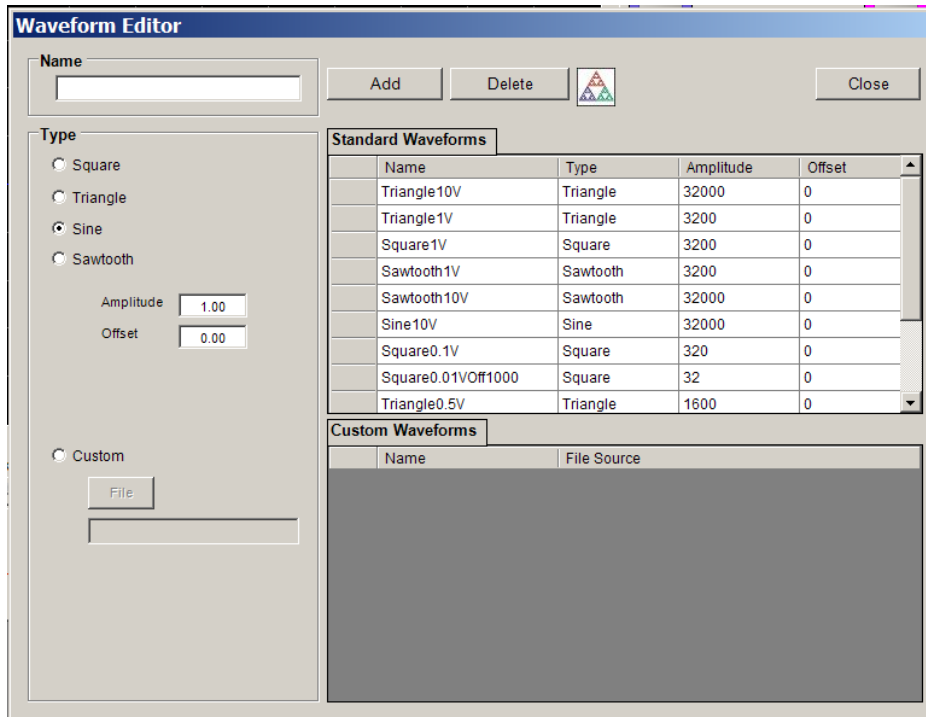 Waveform Editor
Name
Add Delete Close
Type
Square
Triangle
Sine
Sawtooth
Amplitude 1.00
Offset 0.00
Custom
File
Standard Waveforms
Name Type Amplitude Offset
Triangle10V Triangle 32000 0
Triangle1V Triangle 3200 0
Square1V Square 3200 0
Sawtooth1V Sawtooth 3200 0
Sawtooth10V Sawtooth 32000 0
Sine10V Sine 32000 0
Square0.1V Square 320 0
Square0.01VOff1000 Square 32 0
Triangle0.5V Triangle 1600 0
Custom Waveforms
Name File Source